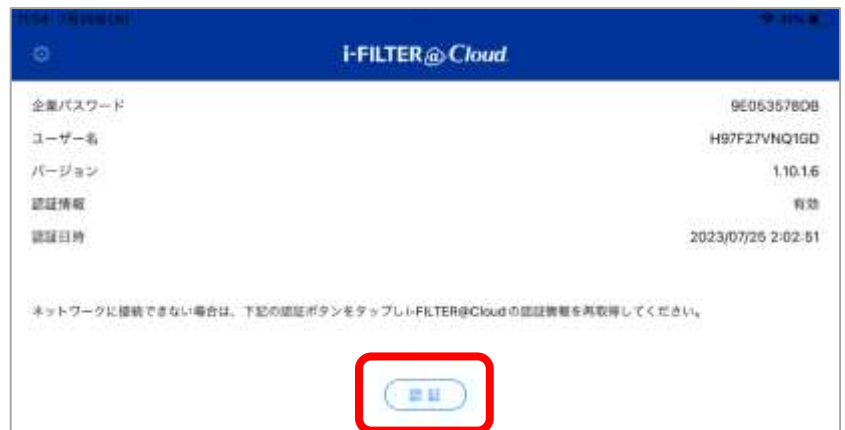 i-FILTER@Cloud
企業パスワード 9E053578DB
ユーザー名 H97F27VNQ1GD
バージョン 1.10.1.6
認証情報 有効
認証日時 2023/07/25 2:02:51
ネットワークに接続できない場合は、下記の認証ボタンをタップしi-FILTER@Cloudの認証情報を再取得してください。
認証